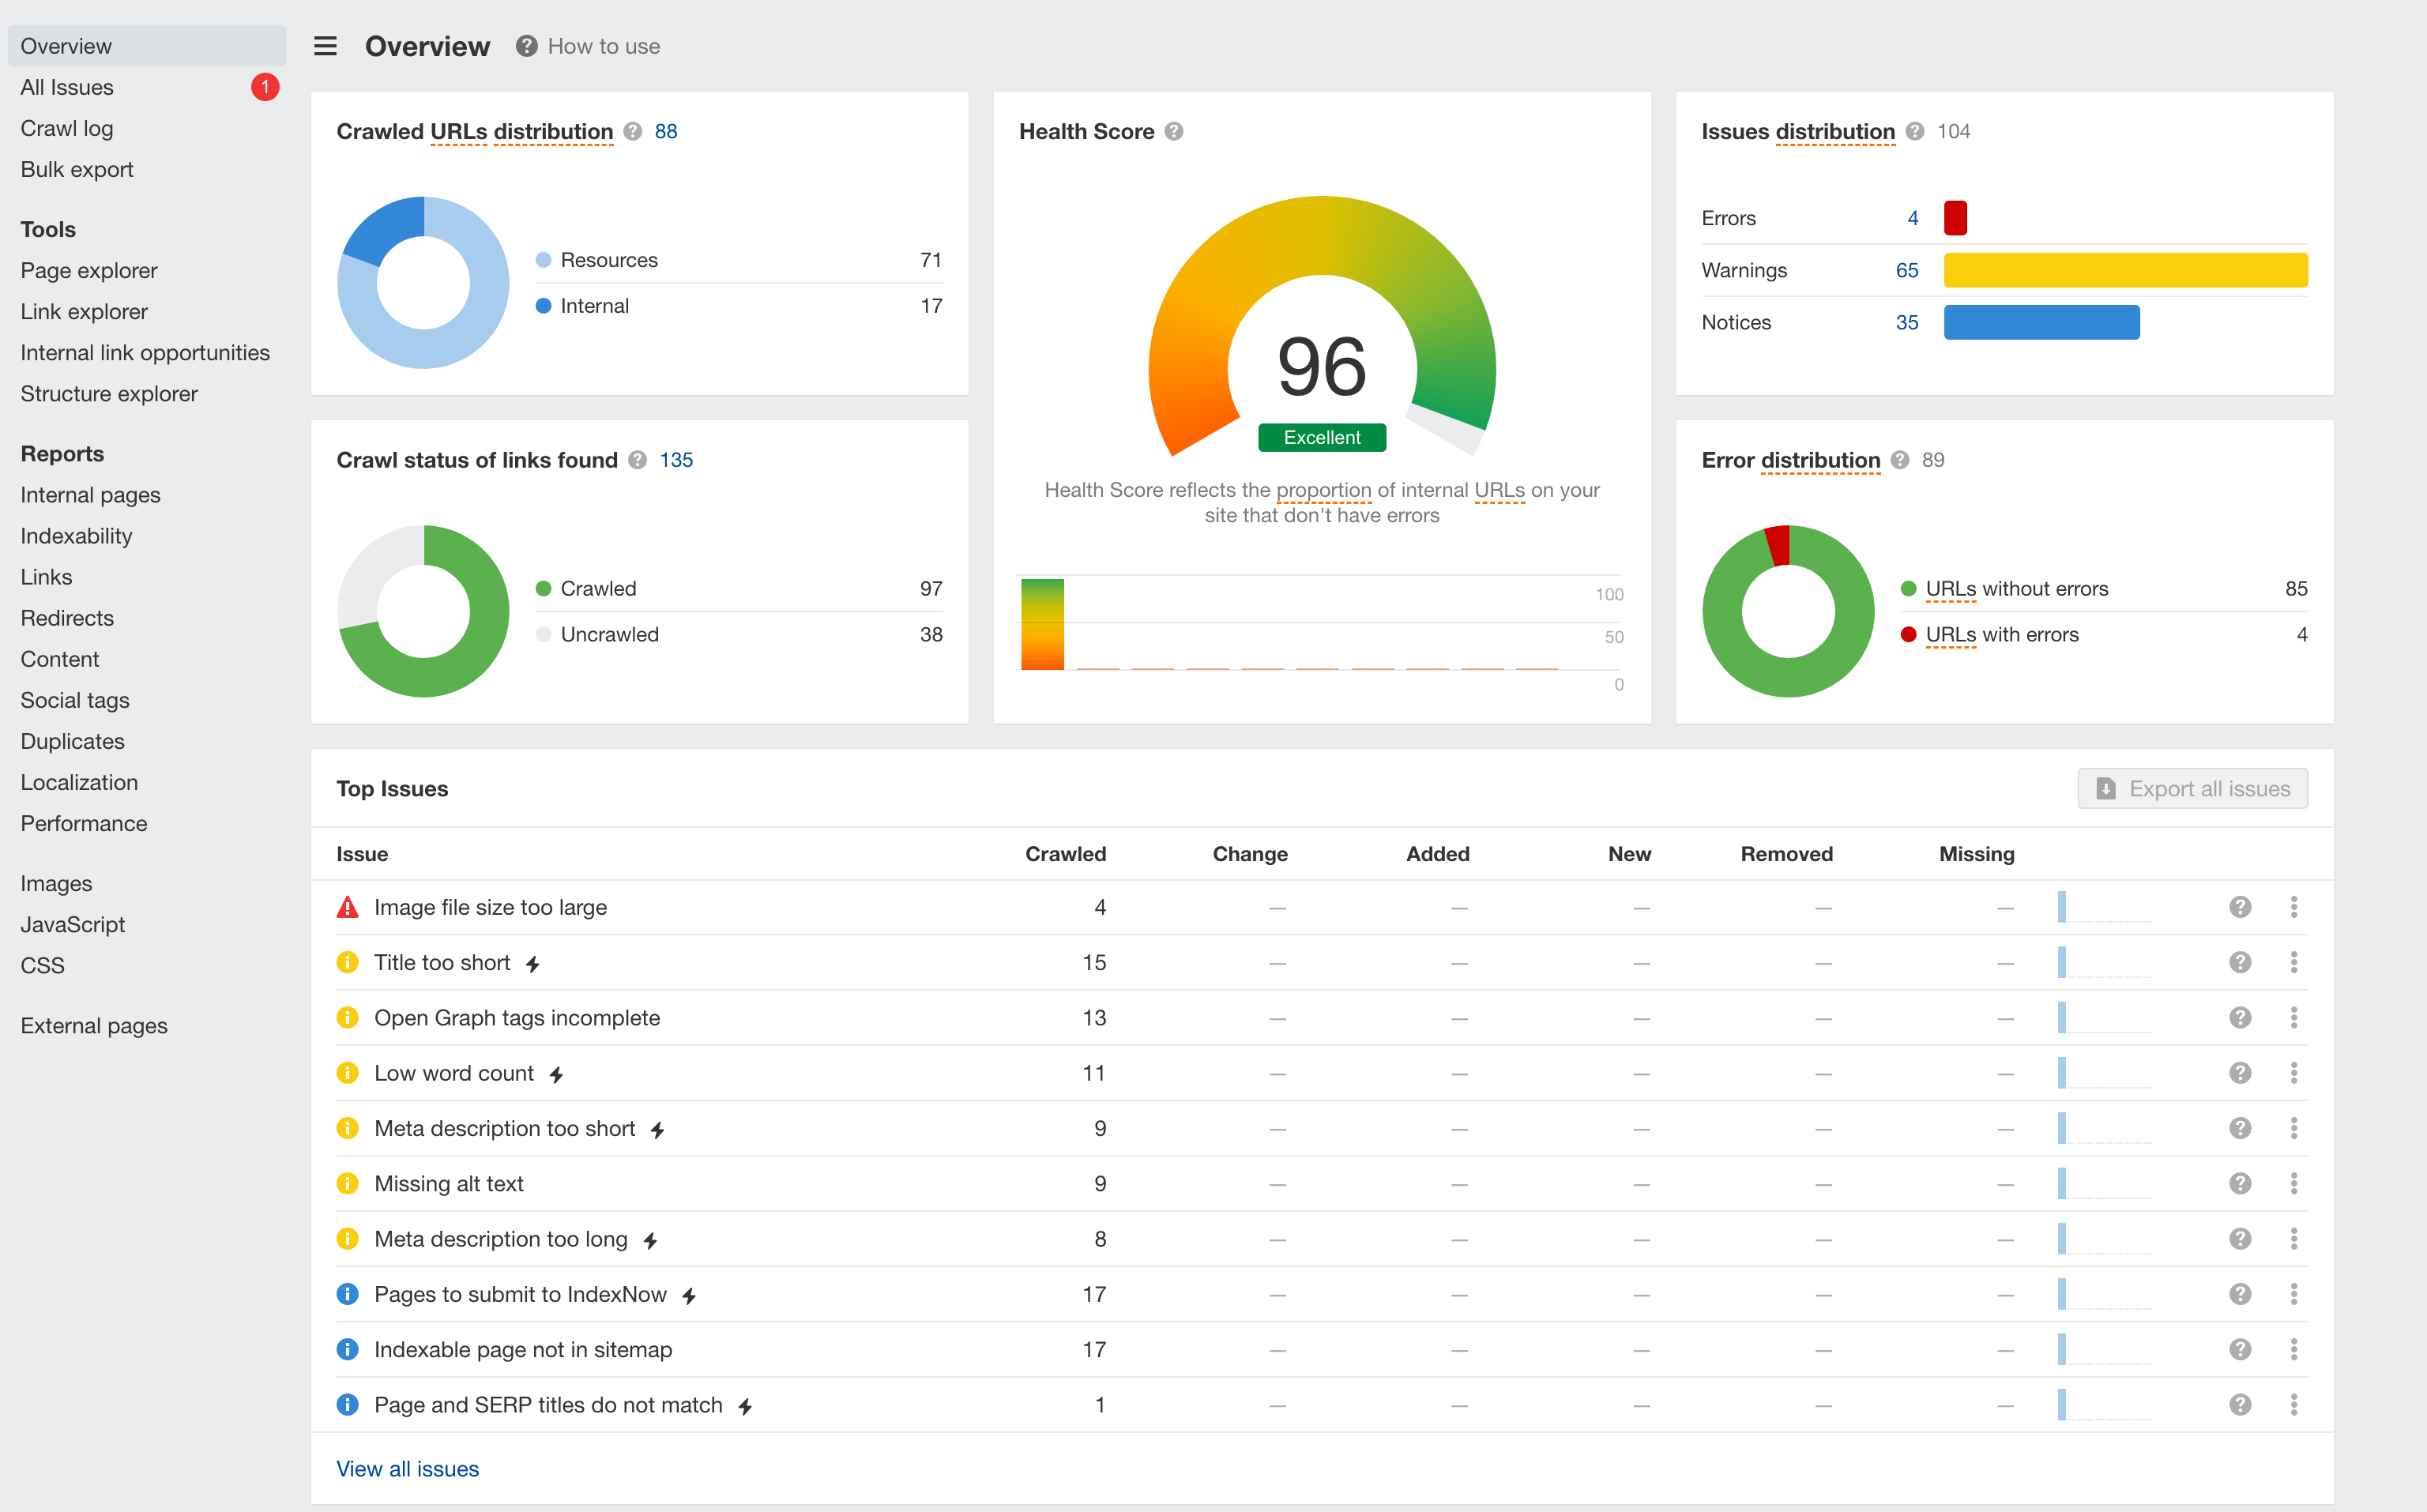 Overview
All Issues 1
Crawl log
Bulk export
Tools
Page explorer
Link explorer
Internal link opportunities
Structure explorer
Reports
Internal pages
Indexability
Links
Redirects
Content
Social tags
Duplicates
Localization
Performance
Images
JavaScript
CSS
External pages
Overview ? How to use
Crawled URLs distribution ? 88
Resources 71
Internal 17
Crawl status of links found ? 135
Crawled 97
Uncrawled 38
Health Score ?
96
Excellent
Health Score reflects the proportion of internal URLs on your
site that don't have errors
100
50
0
Issues distribution ? 104
Errors 4
Warnings 65
Notices 35
Error distribution ? 89
URLs without errors 85
URLs with errors 4
Top Issues Export all issues
Issue Crawled Change Added New Removed Missing
Image file size too large 4 — — — — — ?
Title too short 15 — — — — — ?
Open Graph tags incomplete 13 — — — — — ?
Low word count 11 — — — — — ?
Meta description too short 9 — — — — — ?
Missing alt text 9 — — — — — ?
Meta description too long 8 — — — — — ?
Pages to submit to IndexNow 17 — — — — — ?
Indexable page not in sitemap 17 — — — — — ?
Page and SERP titles do not match 1 — — — — — ?
View all issues